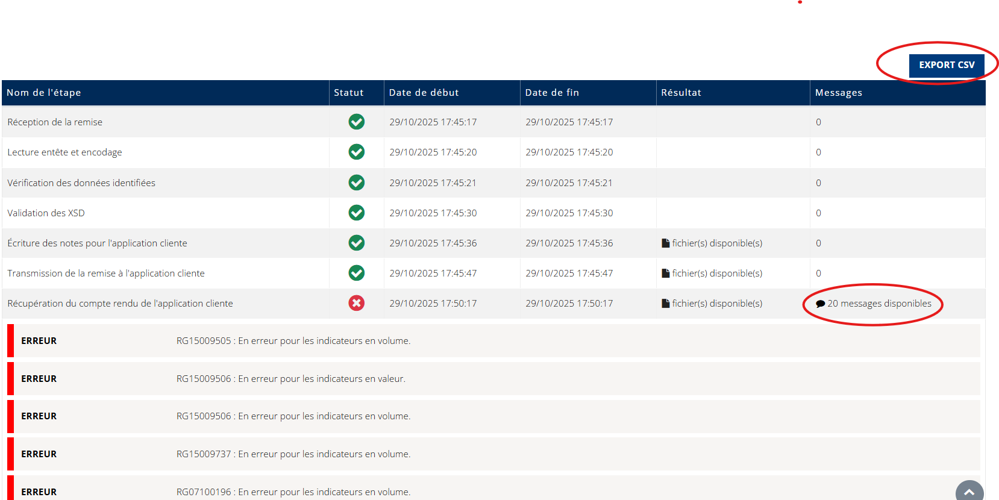 EXPORT CSV
Nom de l'étape Statut Date de début Date de fin Résultat Messages
Réception de la remise 29/10/2025 17:45:17 29/10/2025 17:45:17 0
Lecture entête et encodage 29/10/2025 17:45:20 29/10/2025 17:45:20 0
Vérification des données identifiées 29/10/2025 17:45:21 29/10/2025 17:45:21 0
Validation des XSD 29/10/2025 17:45:30 29/10/2025 17:45:30 0
Écriture des notes pour l'application cliente 29/10/2025 17:45:36 29/10/2025 17:45:36 fichier(s) disponible(s) 0
Transmission de la remise à l'application cliente 29/10/2025 17:45:47 29/10/2025 17:45:47 fichier(s) disponible(s) 0
Récupération du compte rendu de l'application cliente 29/10/2025 17:50:17 29/10/2025 17:50:17 fichier(s) disponible(s) 20 messages disponibles
ERREUR RG15009505 : En erreur pour les indicateurs en volume.
ERREUR RG15009506 : En erreur pour les indicateurs en valeur.
ERREUR RG15009506 : En erreur pour les indicateurs en volume.
ERREUR RG15009737 : En erreur pour les indicateurs en volume.
ERREUR RG07100196 : En erreur pour les indicateurs en volume.